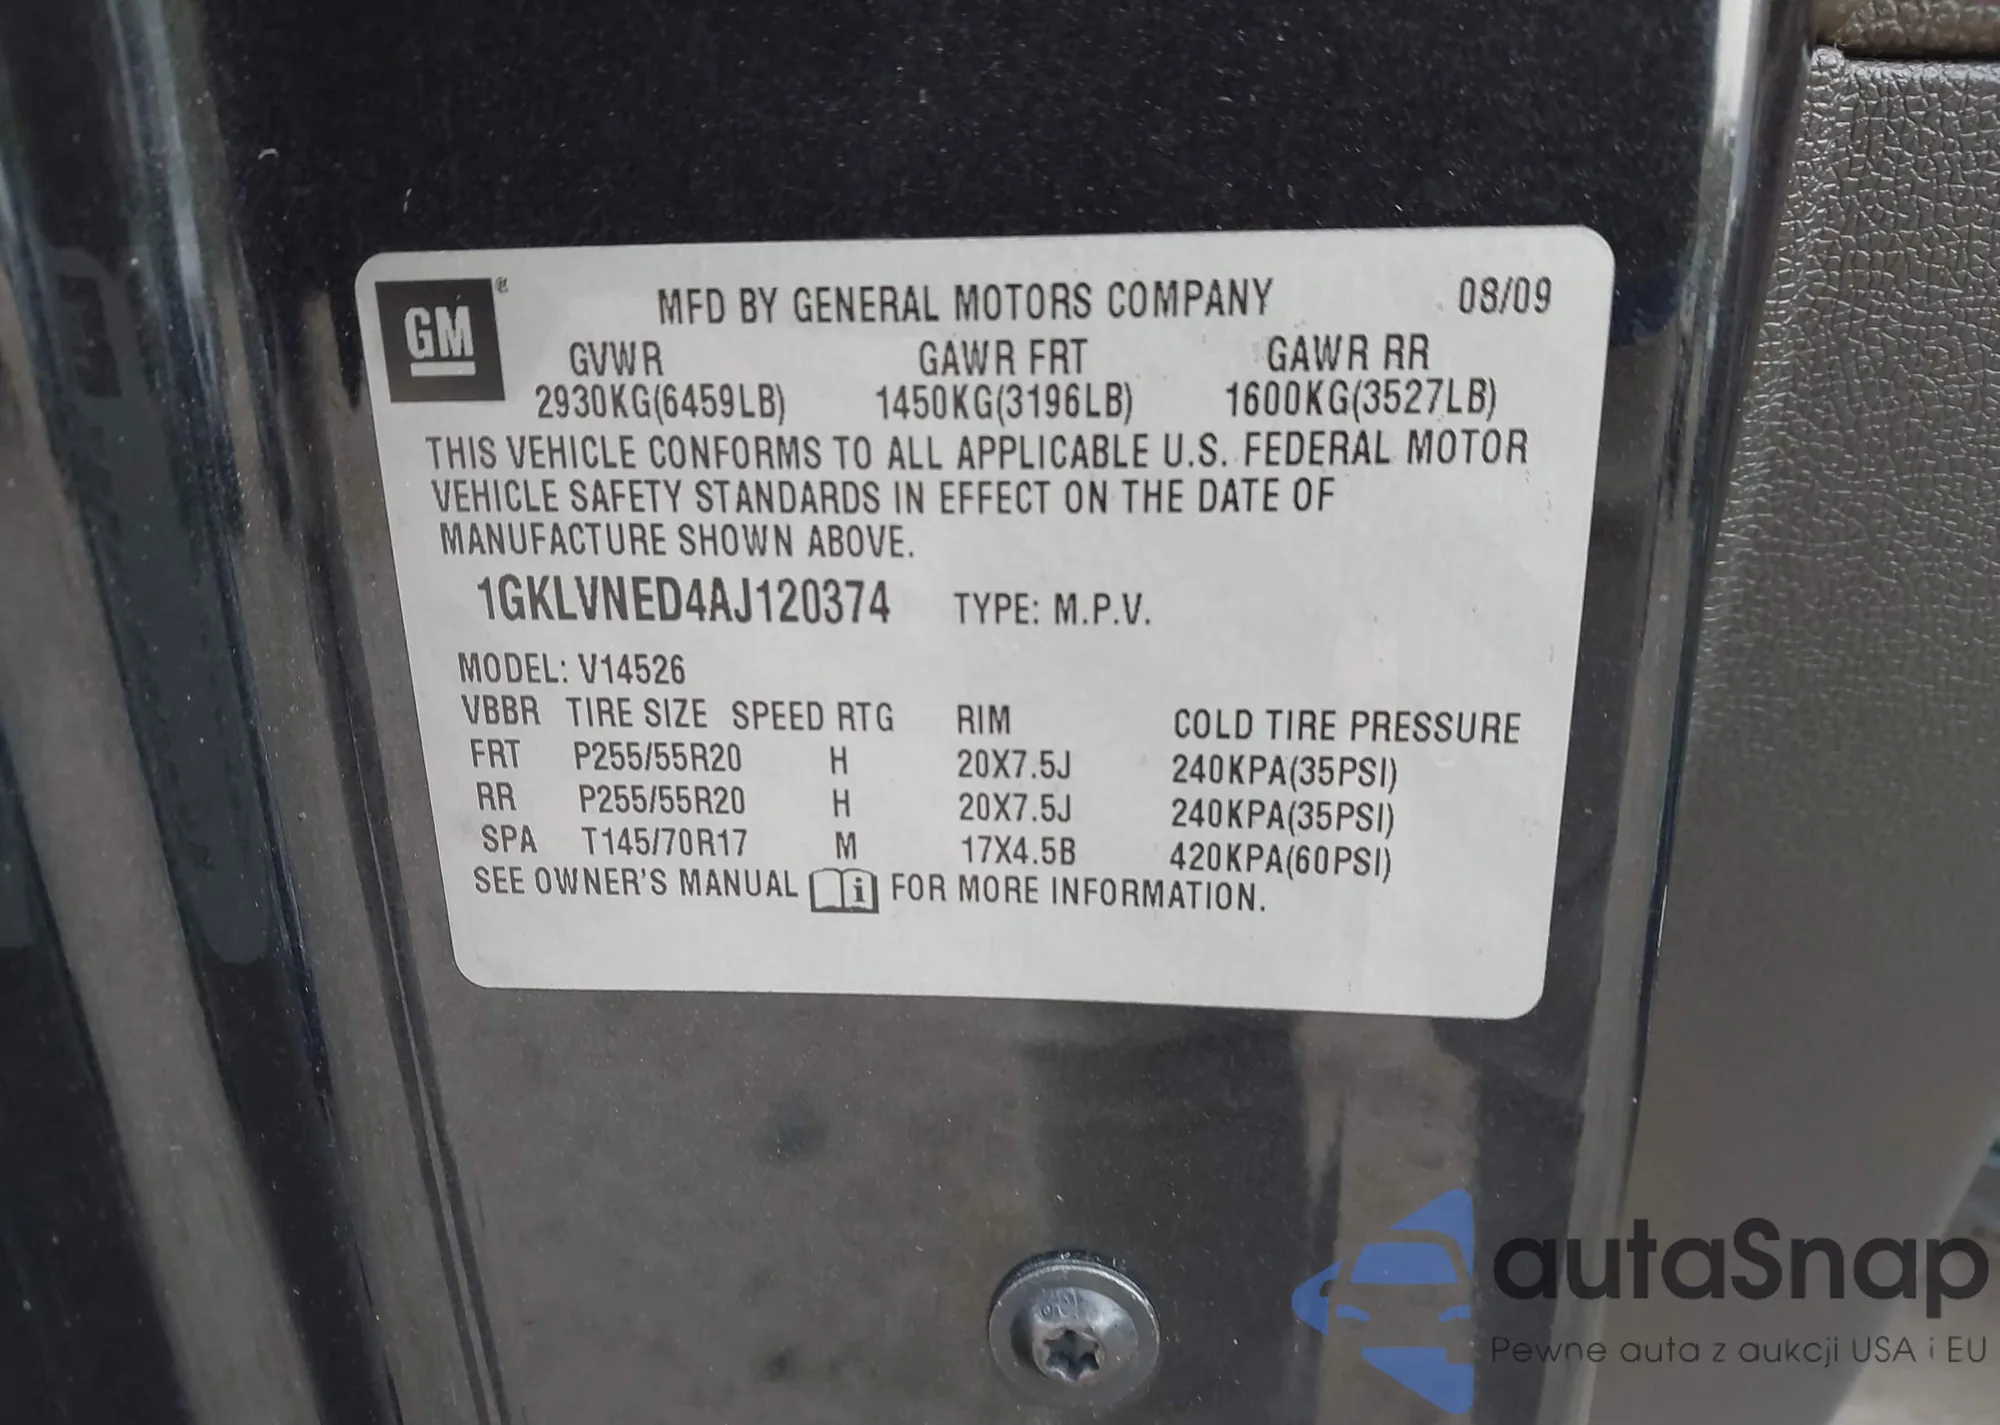 GM
MFD BY GENERAL MOTORS COMPANY 08/09
GVWR GAWR FRT GAWR RR
2930KG(6459LB) 1450KG(3196LB) 1600KG(3527LB)
THIS VEHICLE CONFORMS TO ALL APPLICABLE U.S. FEDERAL MOTOR
VEHICLE SAFETY STANDARDS IN EFFECT ON THE DATE OF
MANUFACTURE SHOWN ABOVE.
1GKLVNED4AJ120374 TYPE: M.P.V.
MODEL: V14526
VBBR TIRE SIZE SPEED RTG RIM COLD TIRE PRESSURE
FRT P255/55R20 H 20X7.5J 240KPA(35PSI)
RR P255/55R20 H 20X7.5J 240KPA(35PSI)
SPA T145/70R17 M 17X4.5B 420KPA(60PSI)
SEE OWNER'S MANUAL i FOR MORE INFORMATION.
autaSnap
Pewne auta z aukcji USA i EU